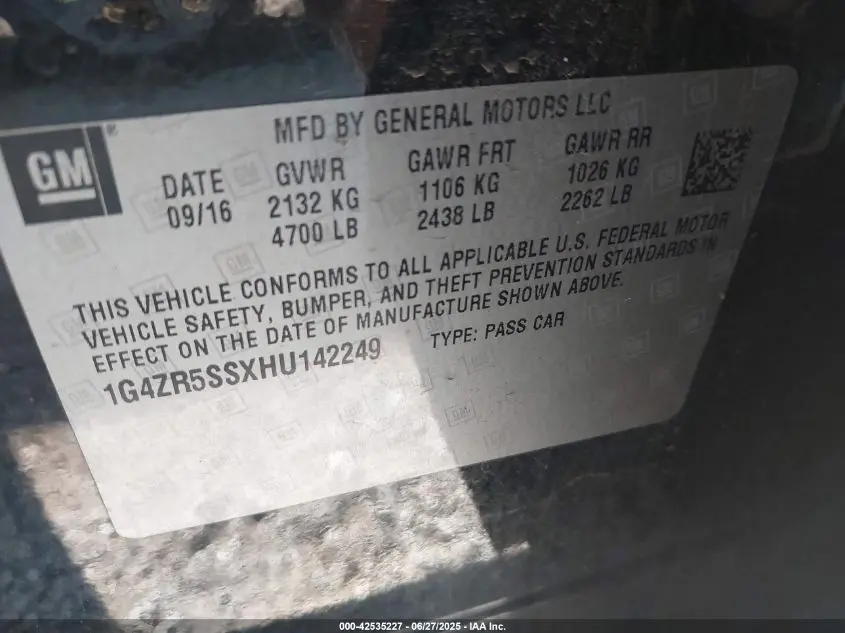 MFD BY GENERAL MOTORS LLC
GM
DATE GVWR GAWR FRT GAWR RR
09/16 2132 KG 1106 KG 1026 KG
4700 LB 2438 LB 2262 LB
THIS VEHICLE CONFORMS TO ALL APPLICABLE U.S. FEDERAL MOTOR
VEHICLE SAFETY, BUMPER, AND THEFT PREVENTION STANDARDS IN
EFFECT ON THE DATE OF MANUFACTURE SHOWN ABOVE.
1G4ZR5SSXHU142249 TYPE: PASS CAR
000-42535227 - 06/27/2025 - IAA Inc.